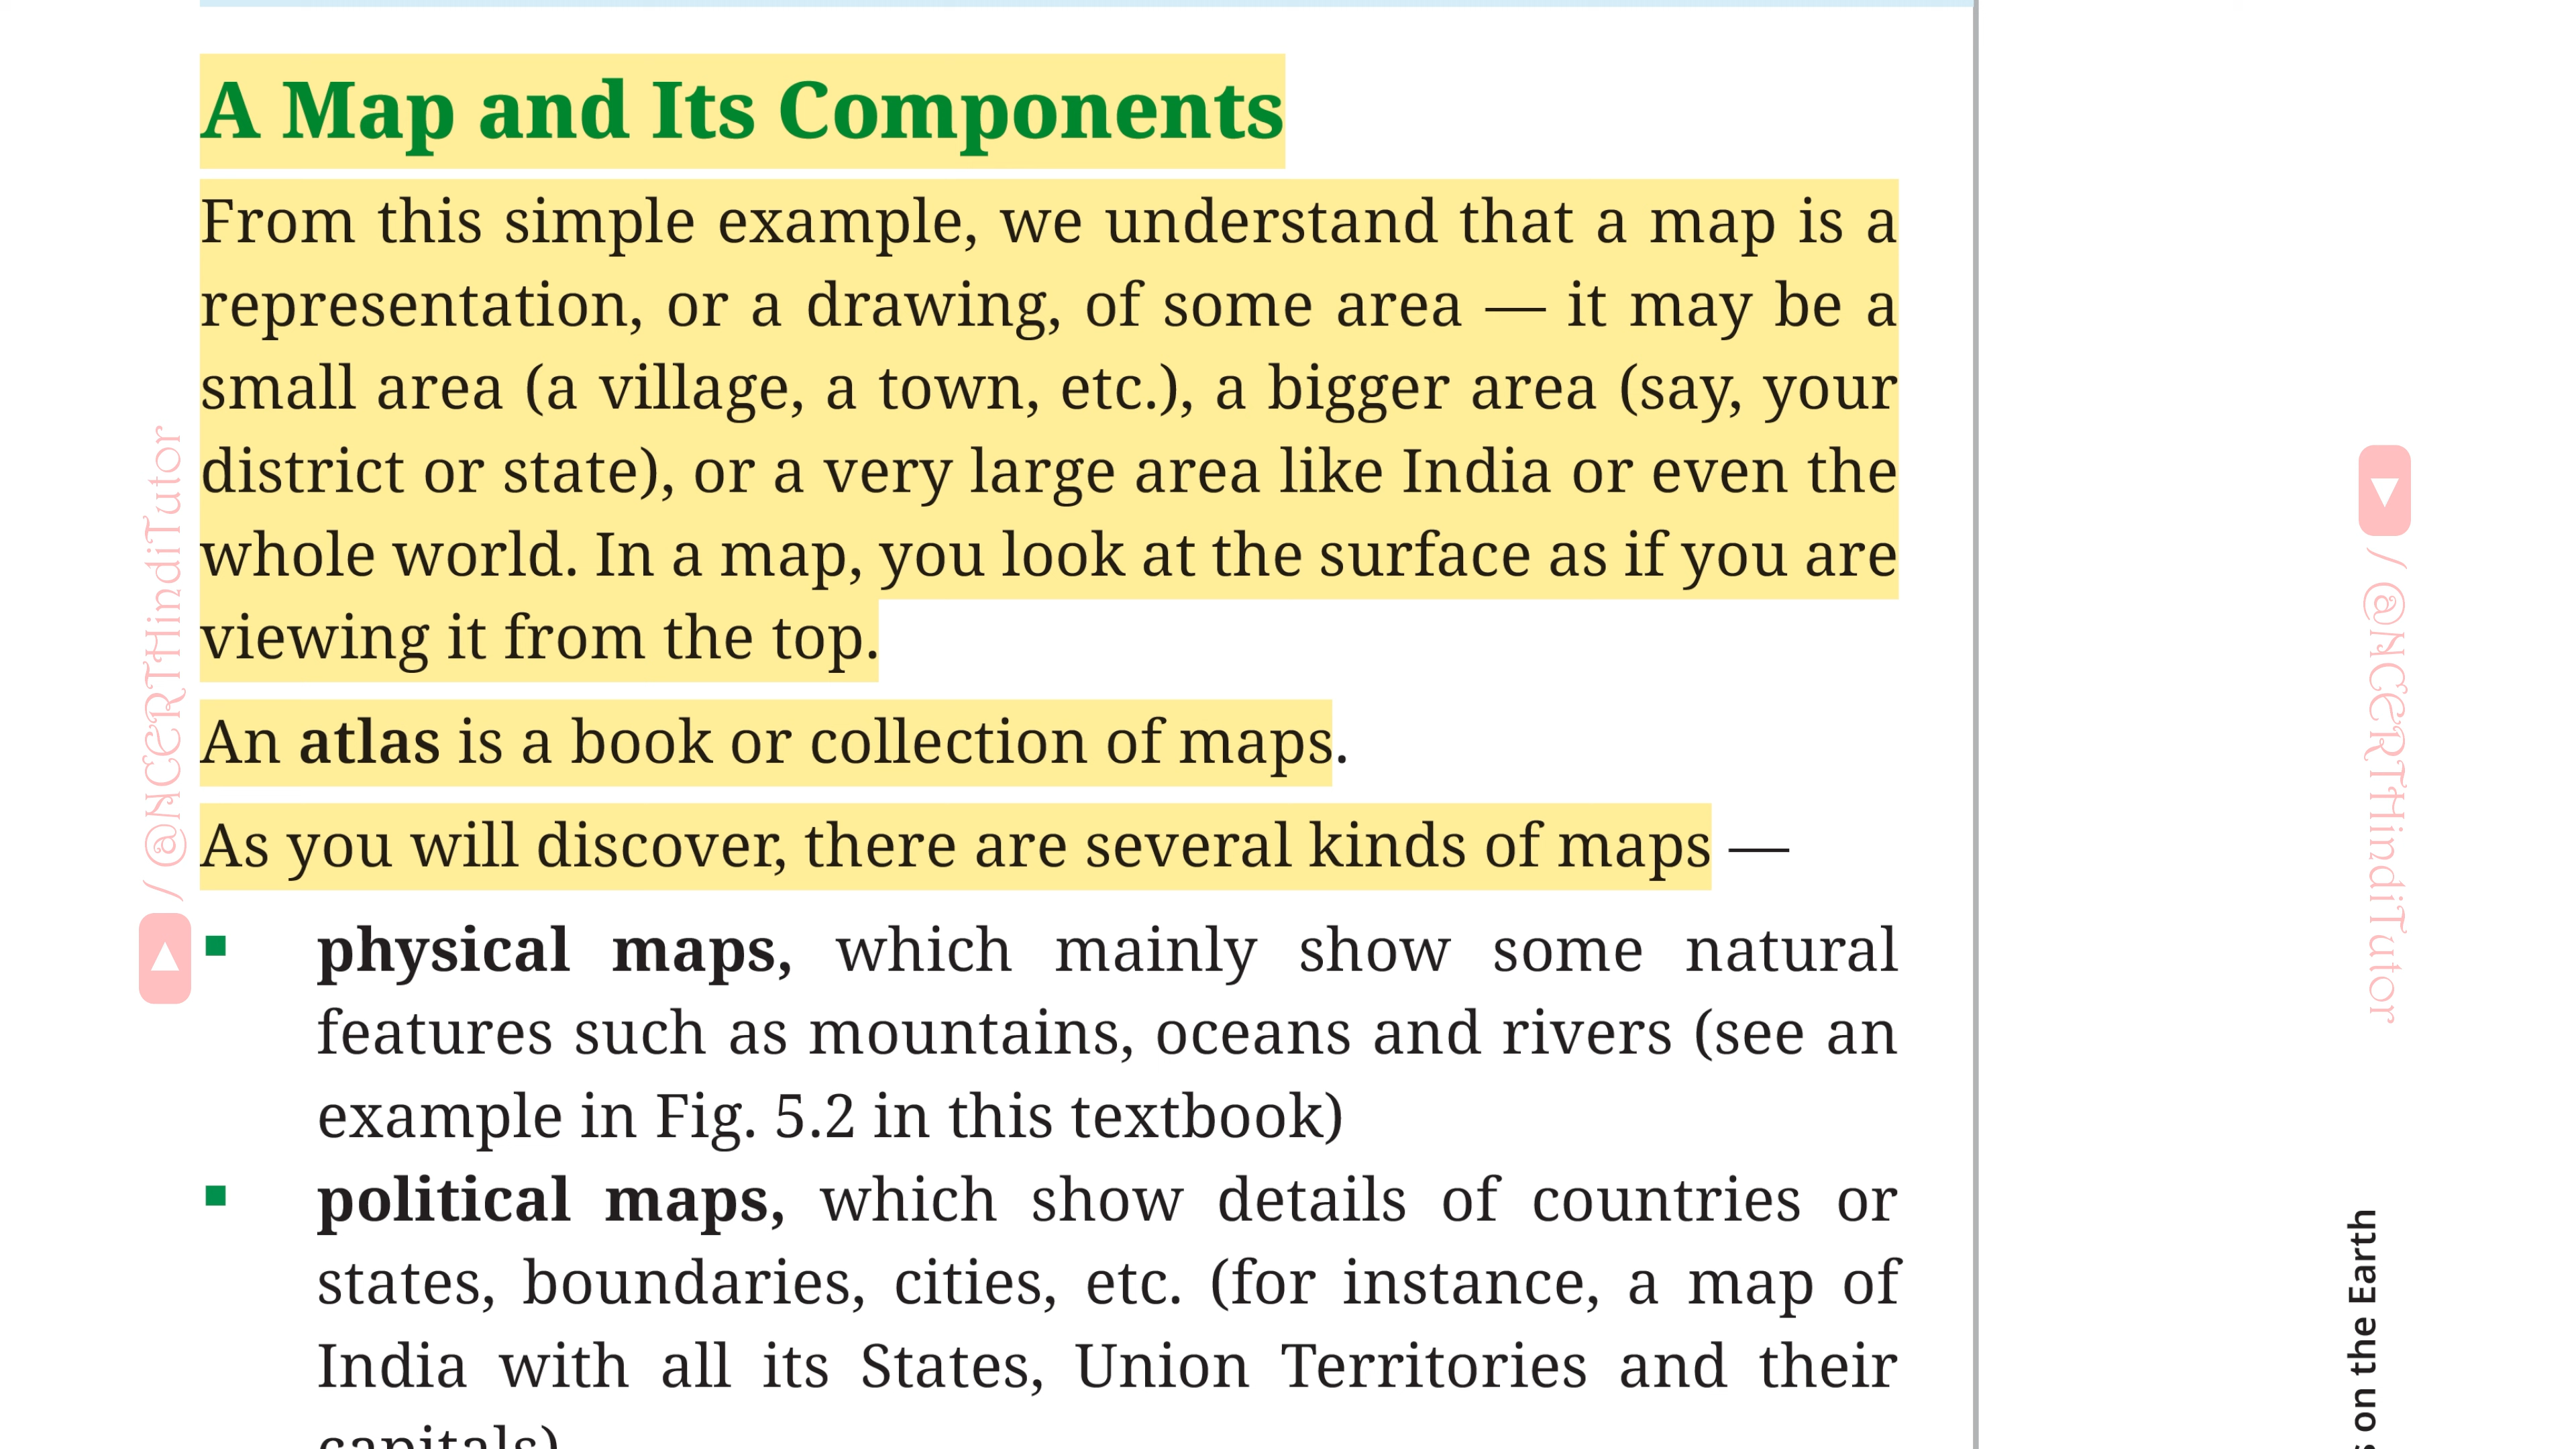 A Map and Its Components
From this simple example, we understand that a map is a
representation, or a drawing, of some area — it may be a
small area (a village, a town, etc.), a bigger area (say, your
district or state), or a very large area like India or even the
whole world. In a map, you look at the surface as if you are
viewing it from the top.
An atlas is a book or collection of maps.
As you will discover, there are several kinds of maps —
▪ physical maps, which mainly show some natural
features such as mountains, oceans and rivers (see an
example in Fig. 5.2 in this textbook)
▪ political maps, which show details of countries or
states, boundaries, cities, etc. (for instance, a map of
India with all its States, Union Territories and their
capitals)
/ @NCERTHindiTutor
/ @NCERTHindiTutor
on the Earth